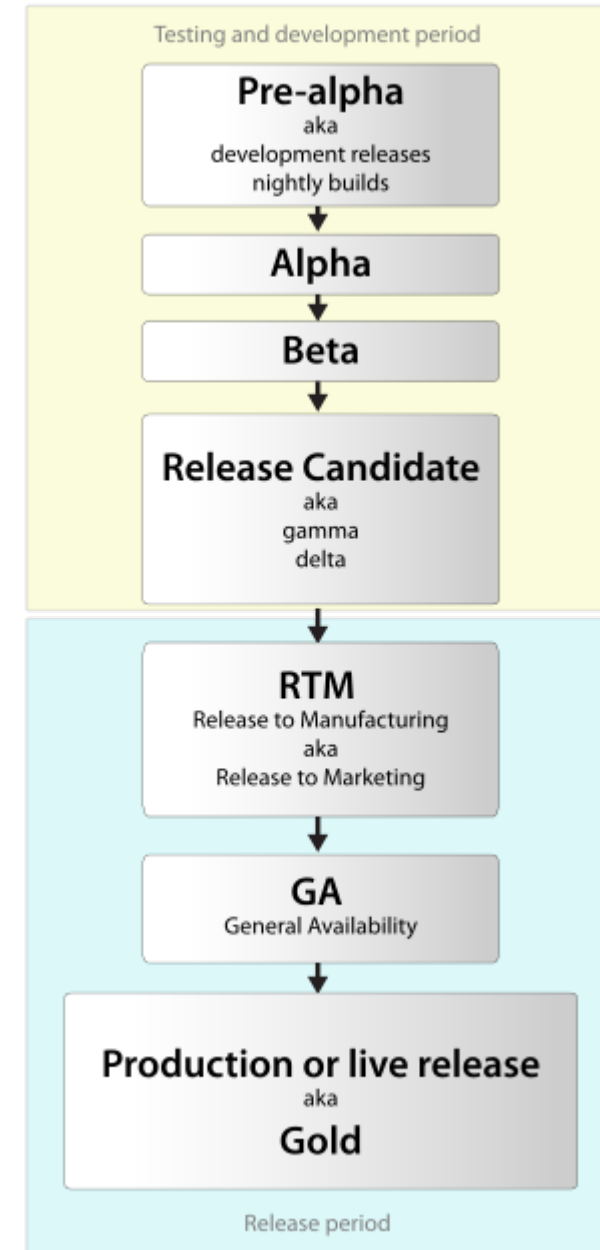 Testing and development period
Pre-alpha
aka
development releases
nightly builds
Alpha
Beta
Release Candidate
aka
gamma
delta
RTM
Release to Manufacturing
aka
Release to Marketing
GA
General Availability
Production or live release
aka
Gold
Release period